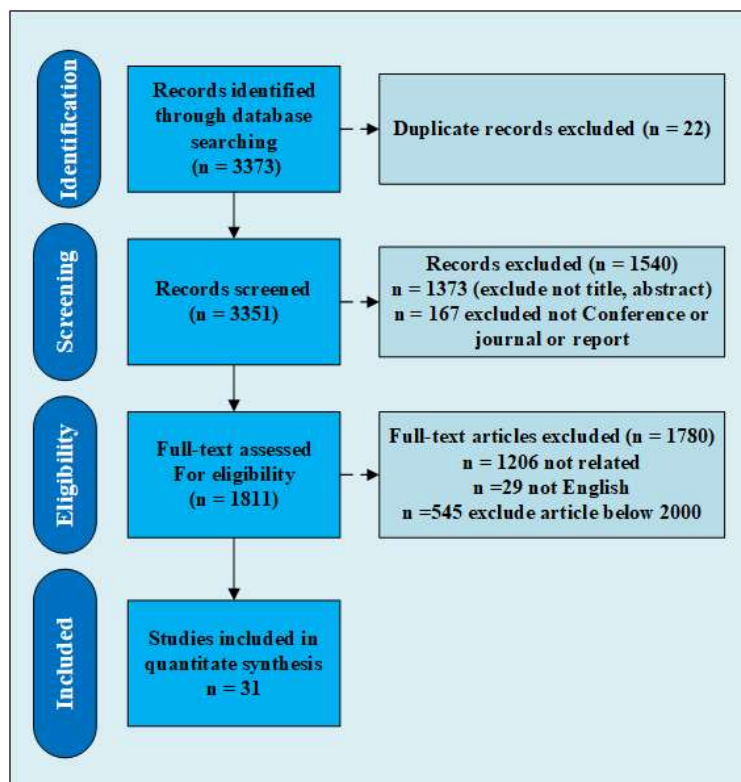 Identification
Records identified
through database
searching
(n = 3373)
Duplicate records excluded (n = 22)
Screening
Records screened
(n = 3351)
Records excluded (n = 1540)
n = 1373 (exclude not title, abstract)
n = 167 excluded not Conference or
journal or report
Eligibility
Full-text assessed
For eligibility
(n = 1811)
Full-text articles excluded (n = 1780)
n = 1206 not related
n =29 not English
n =545 exclude article below 2000
Included
Studies included in
quantitate synthesis
n = 31